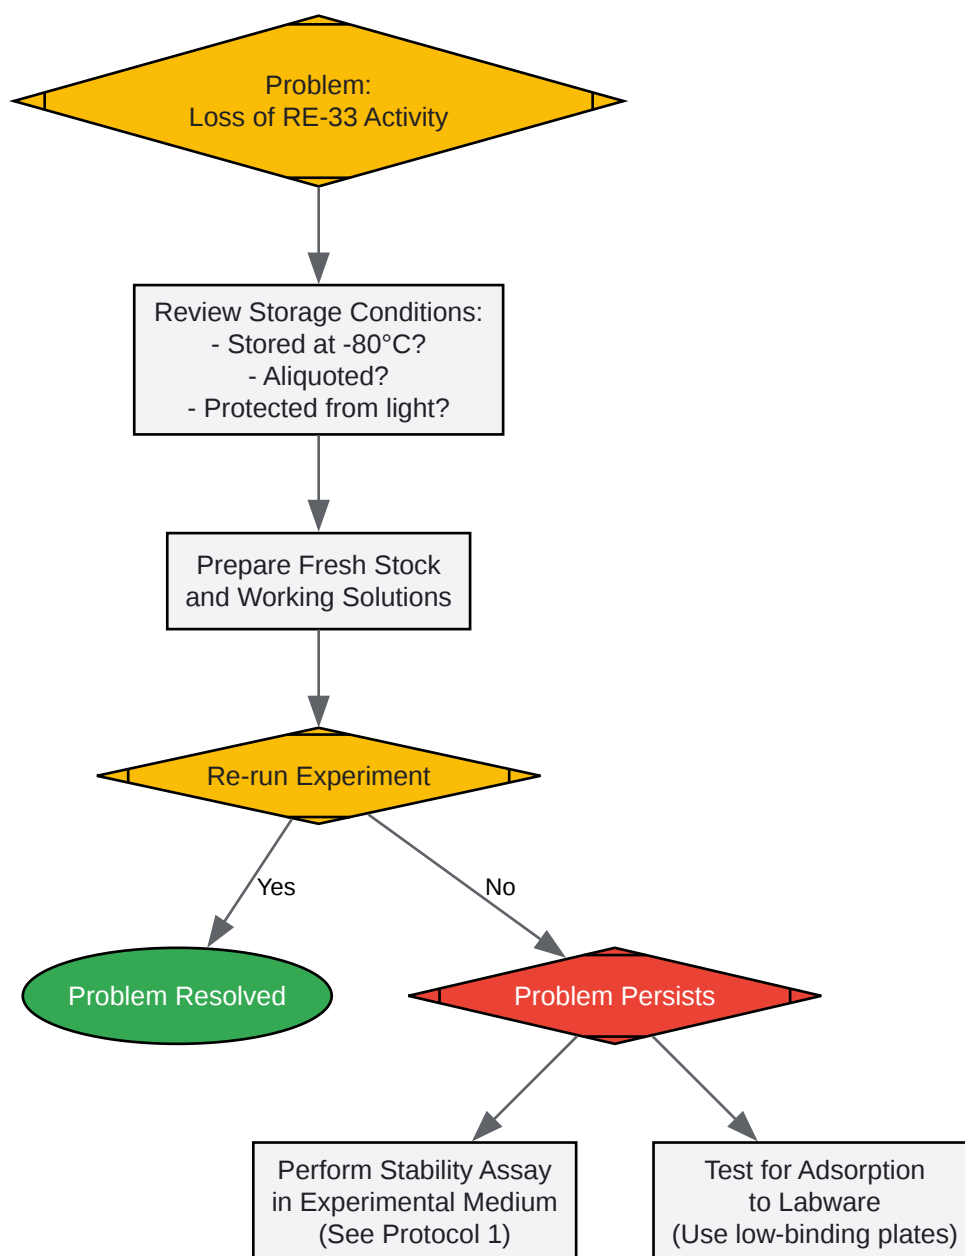 Problem:
Loss of RE-33 Activity
Review Storage Conditions:
- Stored at -80°C?
- Aliquoted?
- Protected from light?
Prepare Fresh Stock
and Working Solutions
Re-run Experiment
Yes
No
Problem Resolved
Problem Persists
Perform Stability Assay
in Experimental Medium
(See Protocol 1)
Test for Adsorption
to Labware
(Use low-binding plates)